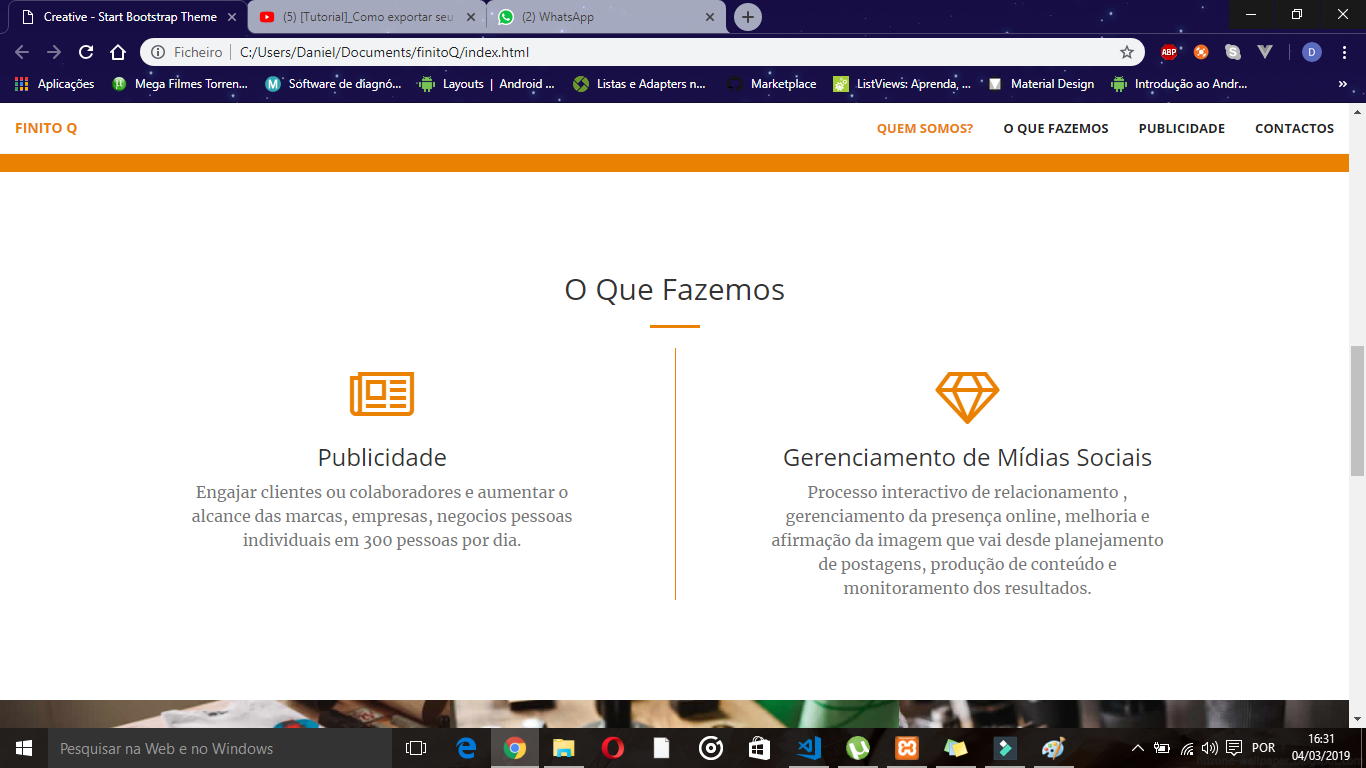 Creative - Start Bootstrap Theme
(5) [Tutorial]_Como exportar seu
(2) WhatsApp
Ficheiro
C:/Users/Daniel/Documents/finitoQ/index.html
ABP
D
Aplicações
Mega Filmes Torren...
M
Software de diagnó...
Layouts | Android ...
Listas e Adapters n...
Marketplace
ListViews: Aprenda, ...
Material Design
Introdução ao Andr...
»
FINITO Q
QUEM SOMOS?
O QUE FAZEMOS
PUBLICIDADE
CONTACTOS
O Que Fazemos
Publicidade
Engajar clientes ou colaboradores e aumentar o
alcance das marcas, empresas, negocios pessoas
individuais em 300 pessoas por dia.
Gerenciamento de Mídias Sociais
Processo interactivo de relacionamento ,
gerenciamento da presença online, melhoria e
afirmação da imagem que vai desde planejamento
de postagens, produção de conteúdo e
monitoramento dos resultados.
Pesquisar na Web e no Windows
POR
16:31
04/03/2019